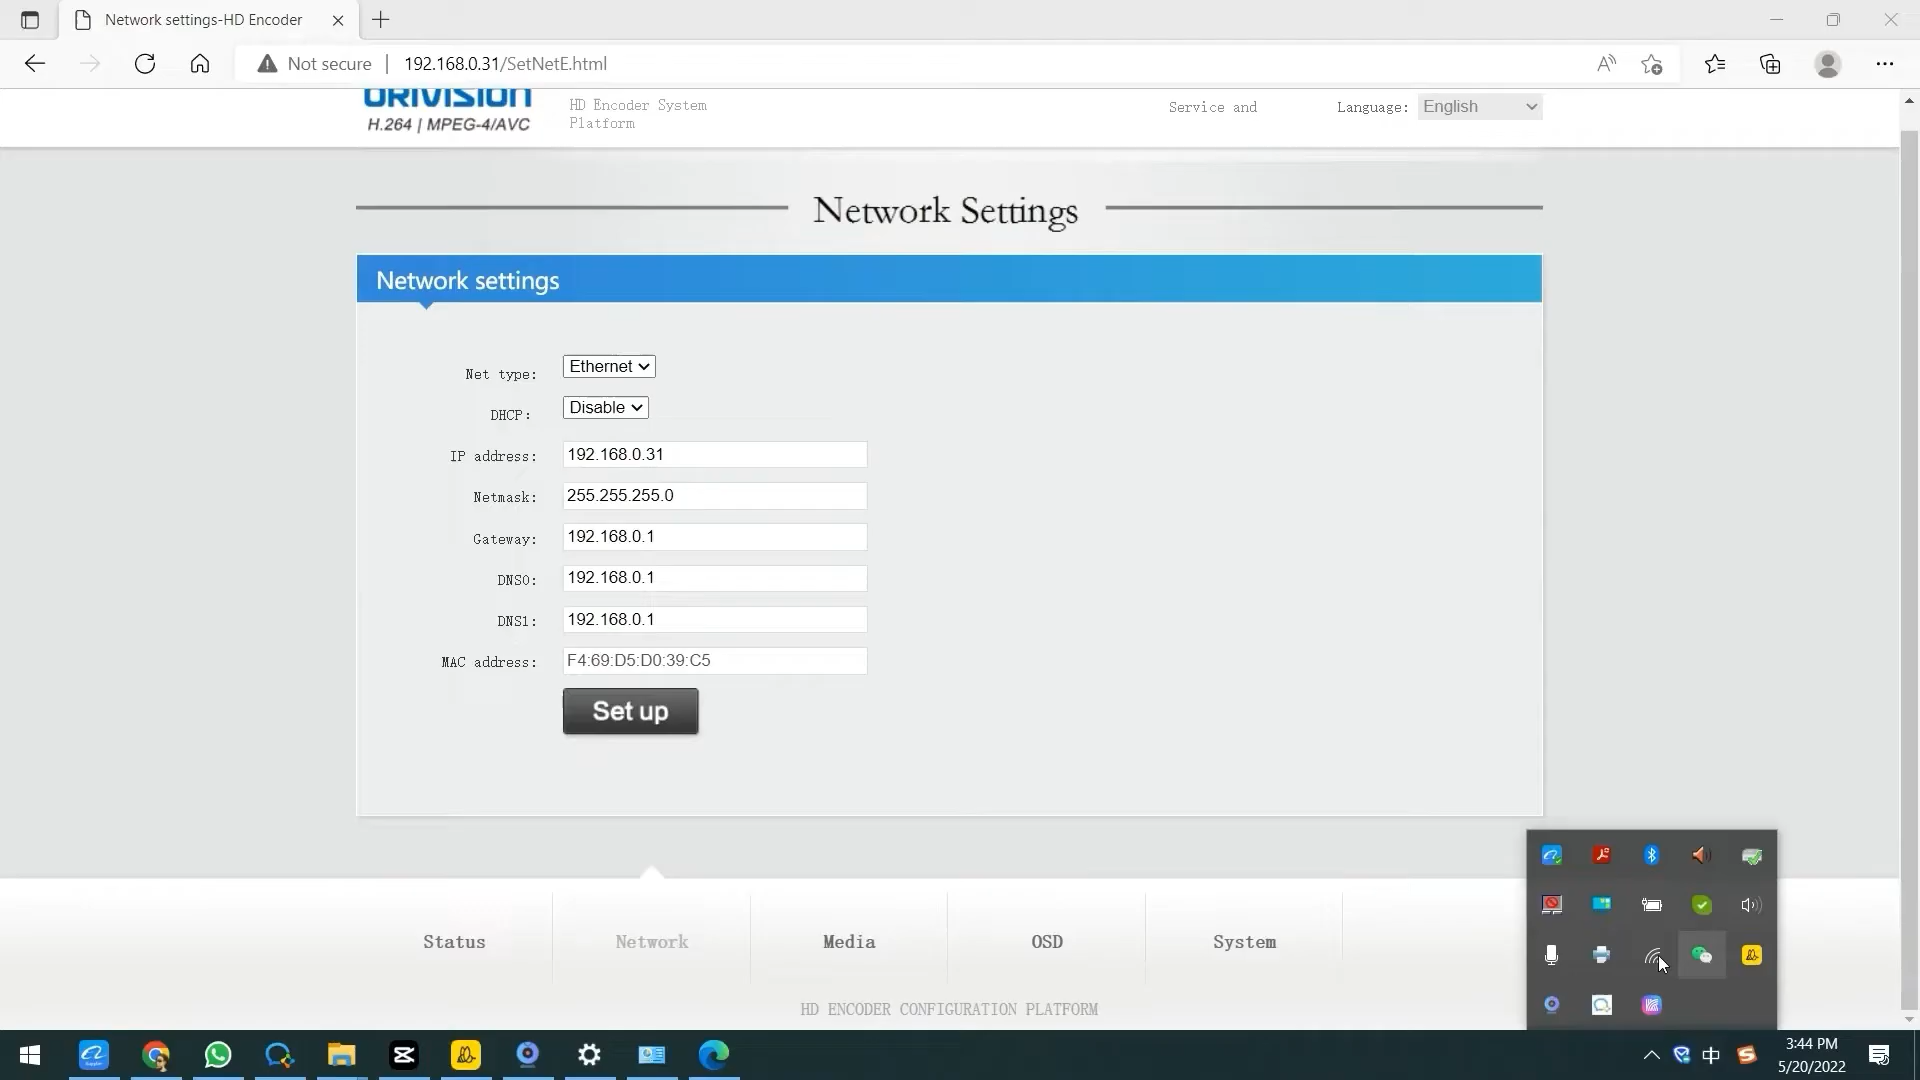 Network settings-HD Encoder
Not secure
192.168.0.31/SetNetE.html
URIVISION
H.264 | MPEG-4/AVC
HD Encoder System
Platform
Service and
Language:
English
Network Settings
Network settings
Net type:
Ethernet
DHCP:
Disable
IP address:
192.168.0.31
Netmask:
255.255.255.0
Gateway:
192.168.0.1
DNS0:
192.168.0.1
DNS1:
192.168.0.1
MAC address:
F4:69:D5:D0:39:C5
Set up
Status
Network
Media
OSD
System
HD ENCODER CONFIGURATION PLATFORM
中
3:44 PM
5/20/2022